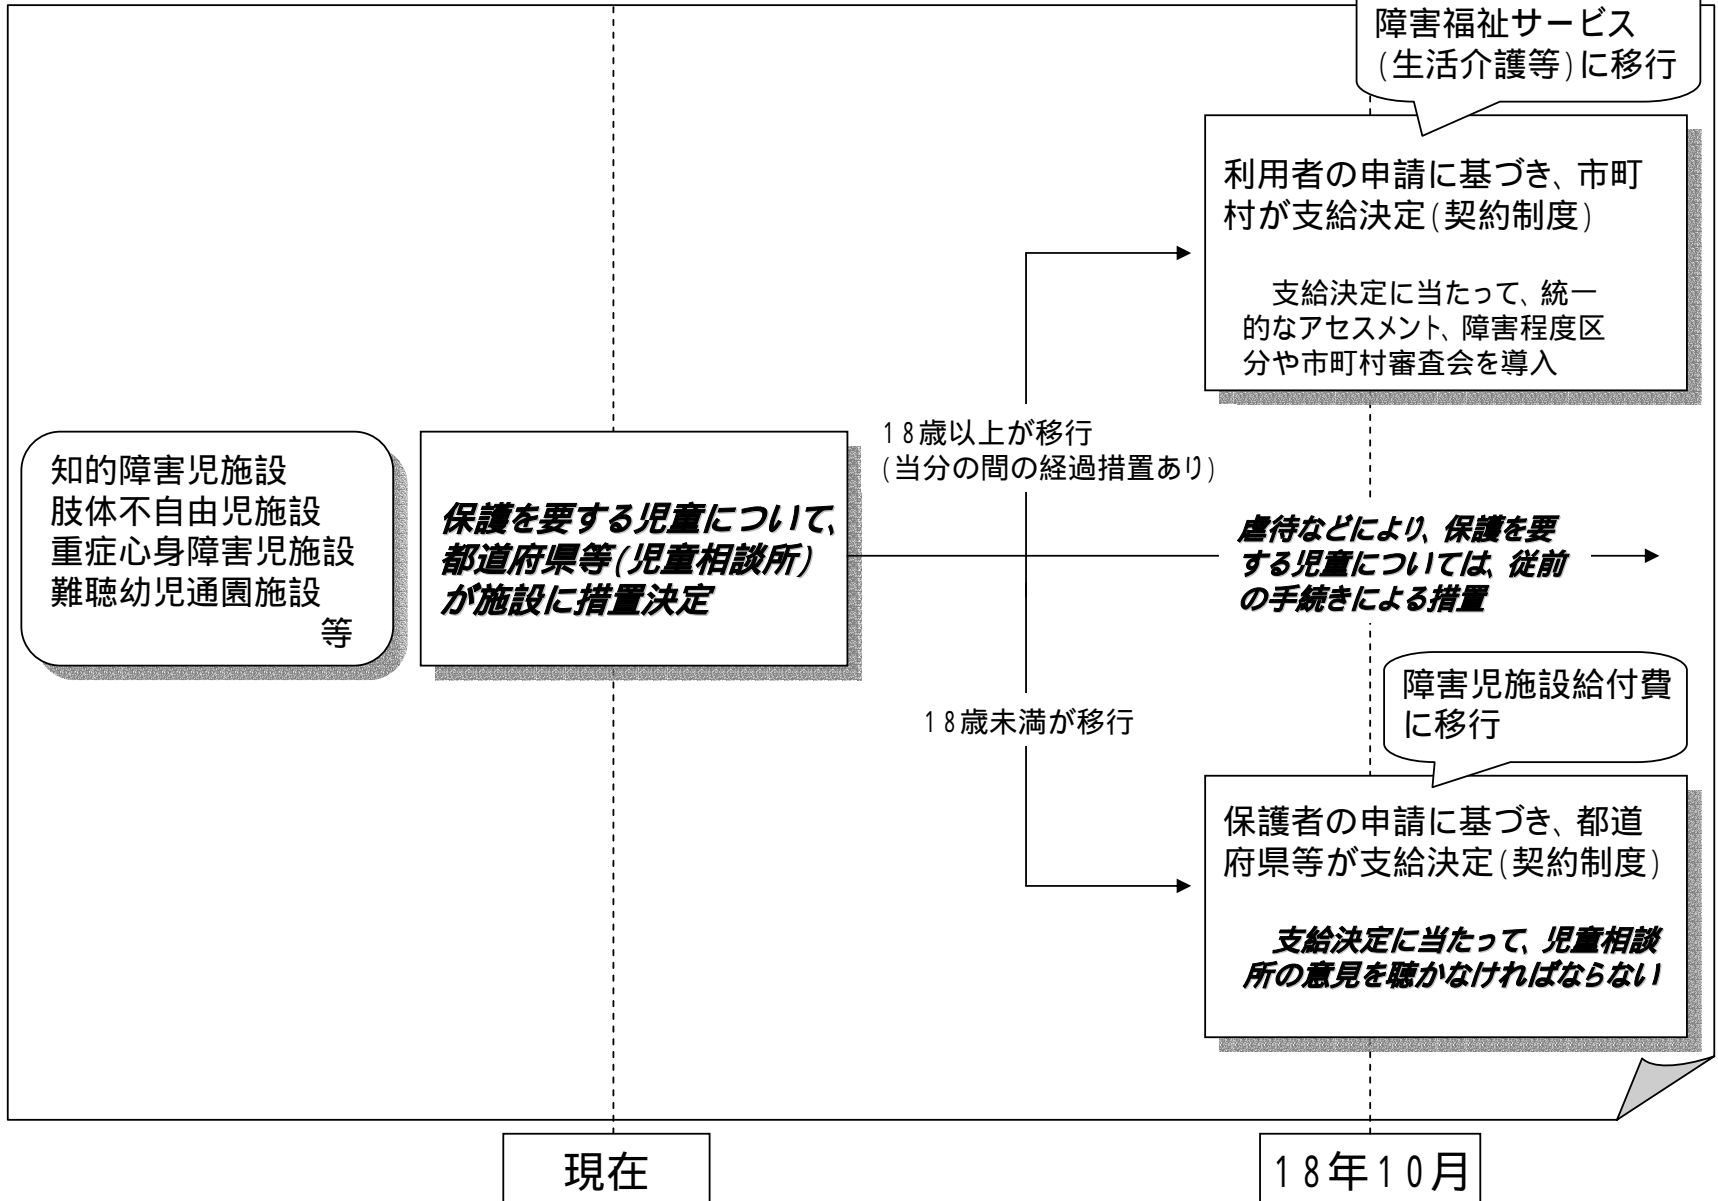 障害福祉サービス
(生活介護等)に移行
利用者の申請に基づき、市町
村が支給決定(契約制度)
支給決定に当たって、統一
的なアセスメント、障害程度区
分や市町村審査会を導入
知的障害児施設
肢体不自由児施設
重症心身障害児施設
難聴幼児通園施設
等
保護を要する児童について、
都道府県等(児童相談所)
が施設に措置決定
18歳以上が移行
(当分の間の経過措置あり)
虐待などにより、保護を要
する児童については、従前
の手続きによる措置
18歳未満が移行
障害児施設給付費
に移行
保護者の申請に基づき、都道
府県等が支給決定(契約制度)
支給決定に当たって、児童相談
所の意見を聴かなければならない
現在
18年10月